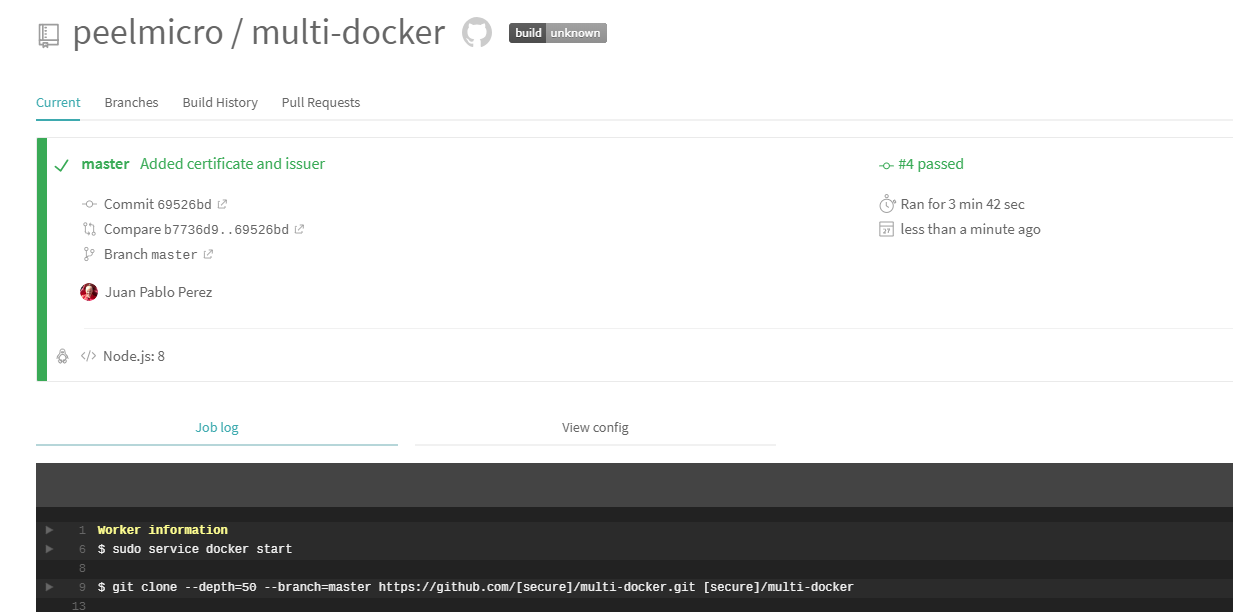 peelmicro / multi-docker build unknown
Current Branches Build History Pull Requests
master Added certificate and issuer #4 passed
Commit 69526bd Ran for 3 min 42 sec
Compare b7736d9..69526bd less than a minute ago
27
Branch master
Juan Pablo Perez
</> Node.js: 8
Job log View config
1 Worker information
6 $ sudo service docker start
8
9 $ git clone --depth=50 --branch=master https://github.com/[secure]/multi-docker.git [secure]/multi-docker
13